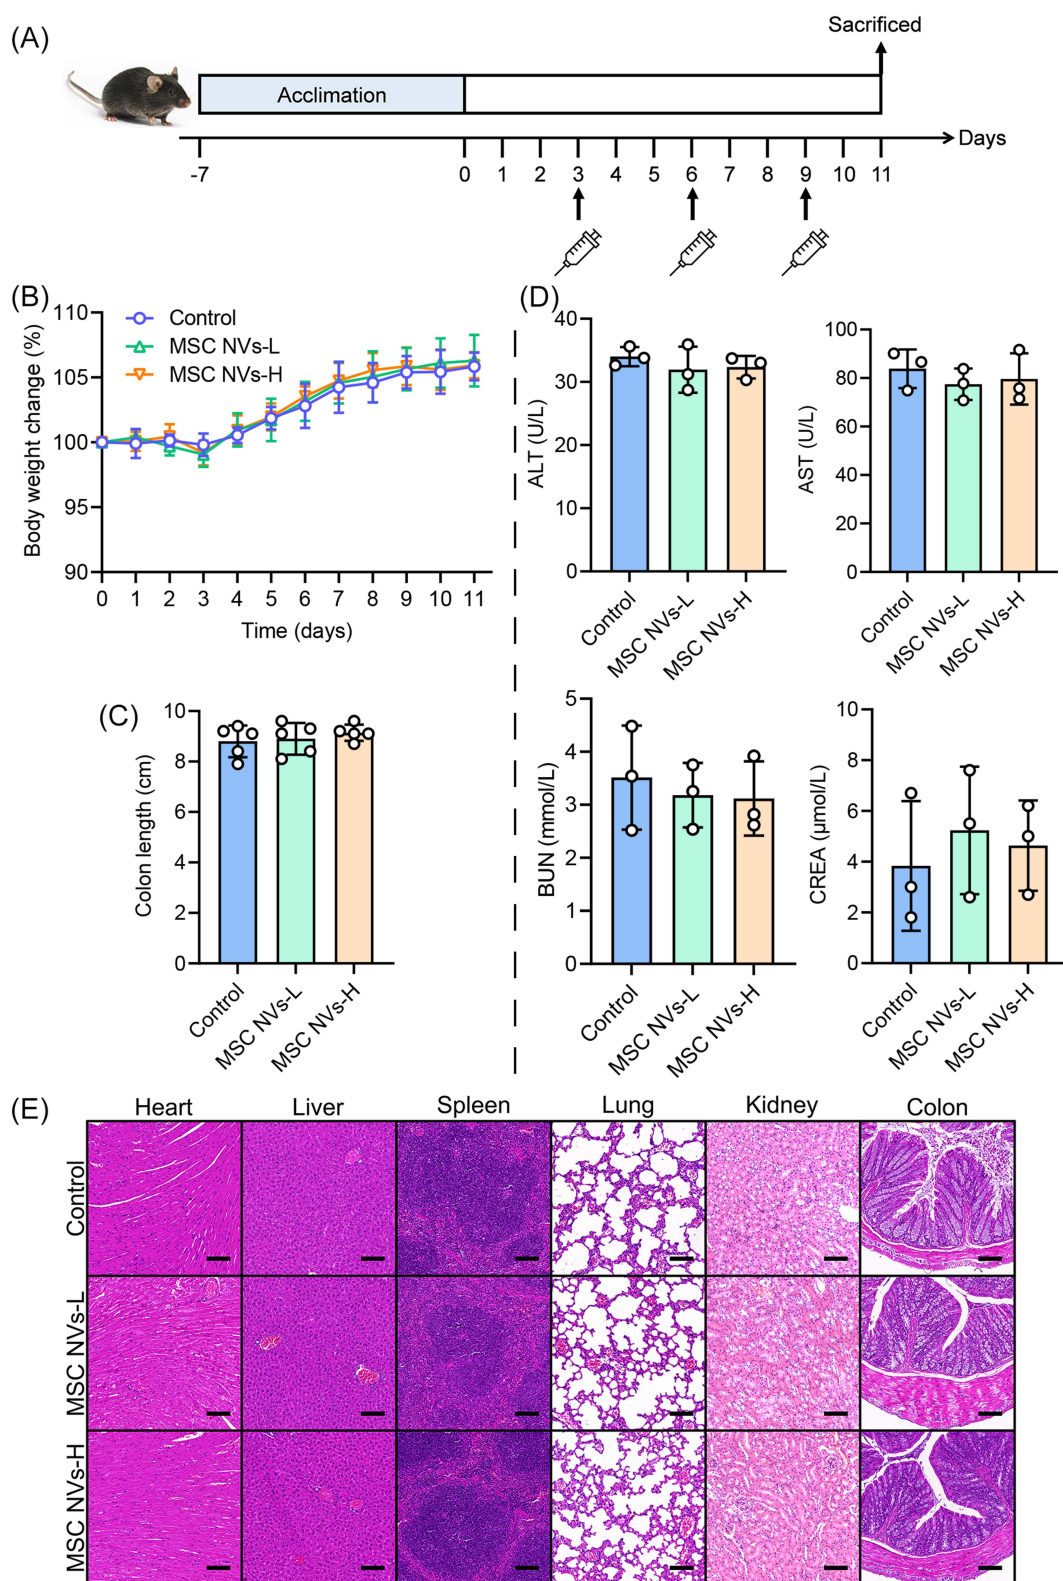 (A)
Sacrificed
Acclimation
Days
-7 0 1 2 3 4 5 6 7 8 9 10 11
(B)
110
105
100
95
90
Body weight change (%)
Control
MSC NVs-L
MSC NVs-H
0 1 2 3 4 5 6 7 8 9 10 11
Time (days)
(C)
10
8
6
4
2
0
Colon length (cm)
Control
MSC NVs-L
MSC NVs-H
(D)
40
30
20
10
0
ALT (U/L)
Control
MSC NVs-L
MSC NVs-H
100
80
60
40
20
0
AST (U/L)
Control
MSC NVs-L
MSC NVs-H
5
4
3
2
1
0
BUN (mmol/L)
Control
MSC NVs-L
MSC NVs-H
10
8
6
4
2
0
CREA (μmol/L)
Control
MSC NVs-L
MSC NVs-H
(E)
Heart Liver Spleen Lung Kidney Colon
Control
MSC NVs-L
MSC NVs-H